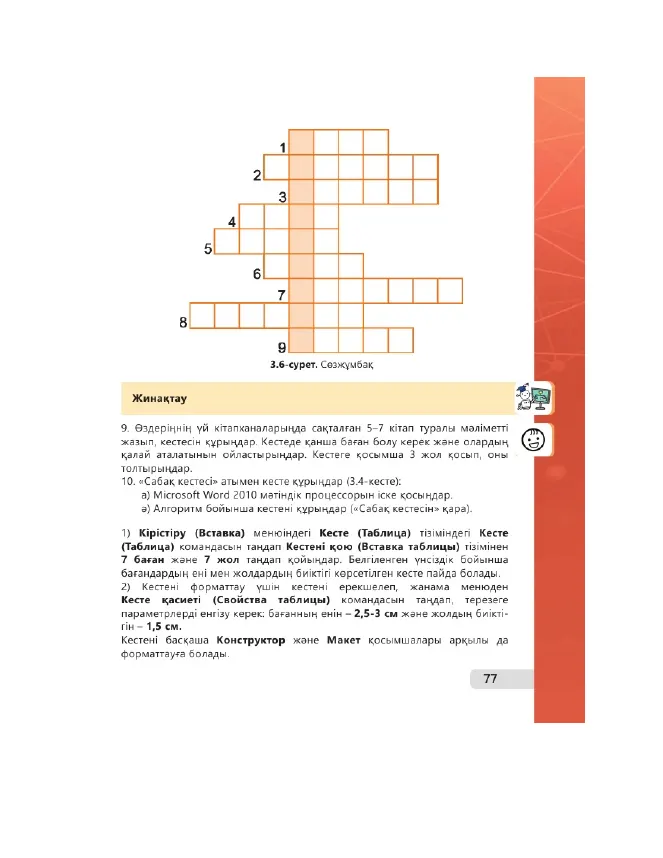 1
2
3
4
5
6
7
8
9
3.6-сурет. Сөзжұмбақ
Жинақтау
9. Өздеріңнің үй кітапханаларыңда сақталған 5–7 кітап туралы мәліметті
жазып, кестесін құрыңдар. Кестеде қанша баған болу керек және олардың
қалай аталатынын ойластырыңдар. Кестеге қосымша 3 жол қосып, оны
толтырыңдар.
10. «Сабақ кестесі» атымен кесте құрыңдар (3.4-кесте):
а) Microsoft Word 2010 мәтіндік процессорын іске қосыңдар.
ә) Алгоритм бойынша кестені құрыңдар («Сабақ кестесін» қара).
1) Кірістіру (Вставка) менюіндегі Кесте (Таблица) тізіміндегі Кесте
(Таблица) командасын таңдап Кестені қою (Вставка таблицы) тізімінен
7 баған және 7 жол таңдап қойыңдар. Белгіленген үнсіздік бойынша
бағандардың ені мен жолдардың биіктігі көрсетілген кесте пайда болады.
2) Кестені форматтау үшін кестені ерекшелеп, жанама менюден
Кесте қасиеті (Свойства таблицы) командасын таңдап, терезеге
параметрлерді енгізу керек: бағанның енін – 2,5-3 см және жолдың биікті-
гін – 1,5 см.
Кестені басқаша Конструктор және Макет қосымшалары арқылы да
форматтауға болады.
77